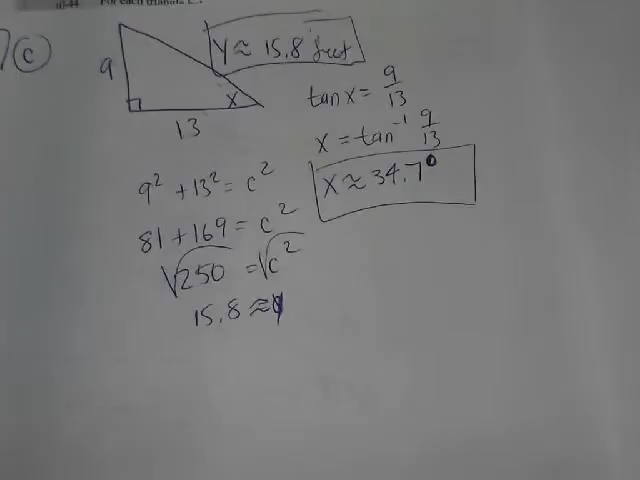 For each triangle
c
9
13
x
y ≈ 15.8 feet
tan x = 9/13
x = tan⁻¹ 9/13
x ≈ 34.7°
9² + 13² = c²
81 + 169 = c²
√250 = √c²
15.8 ≈